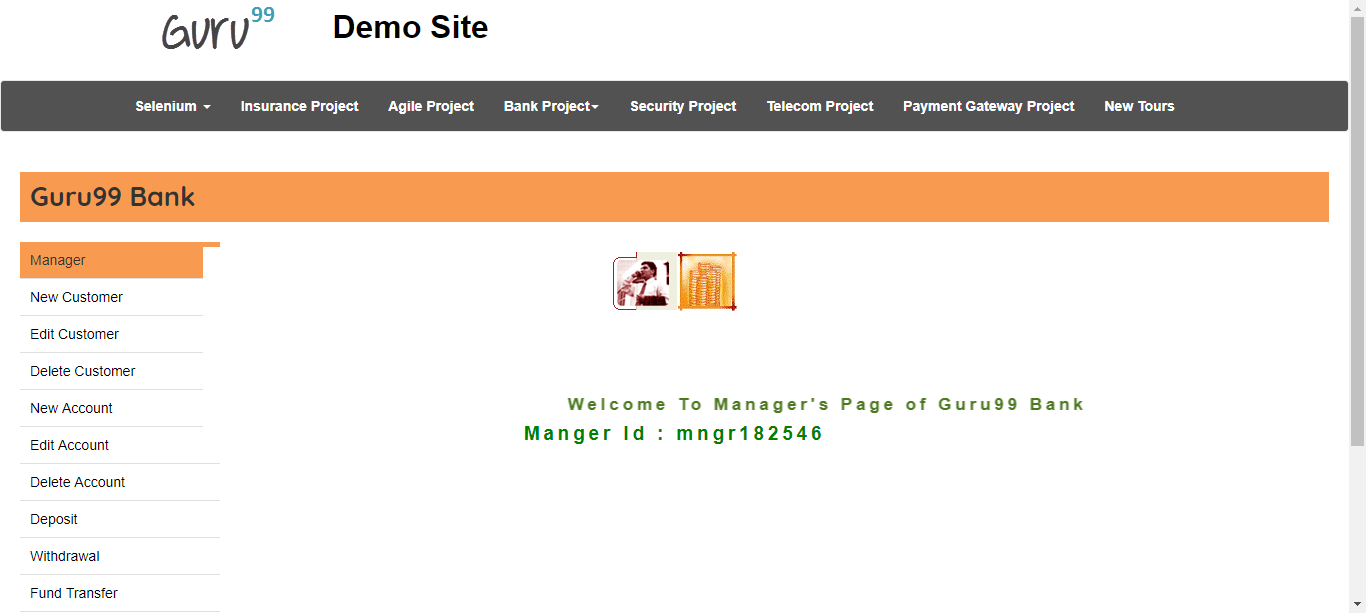 Guru99 Demo Site
Selenium Insurance Project Agile Project Bank Project Security Project Telecom Project Payment Gateway Project New Tours
Guru99 Bank
Manager
New Customer
Edit Customer
Delete Customer
New Account
Edit Account
Delete Account
Deposit
Withdrawal
Fund Transfer
Welcome To Manager's Page of Guru99 Bank
Manger Id : mngr182546